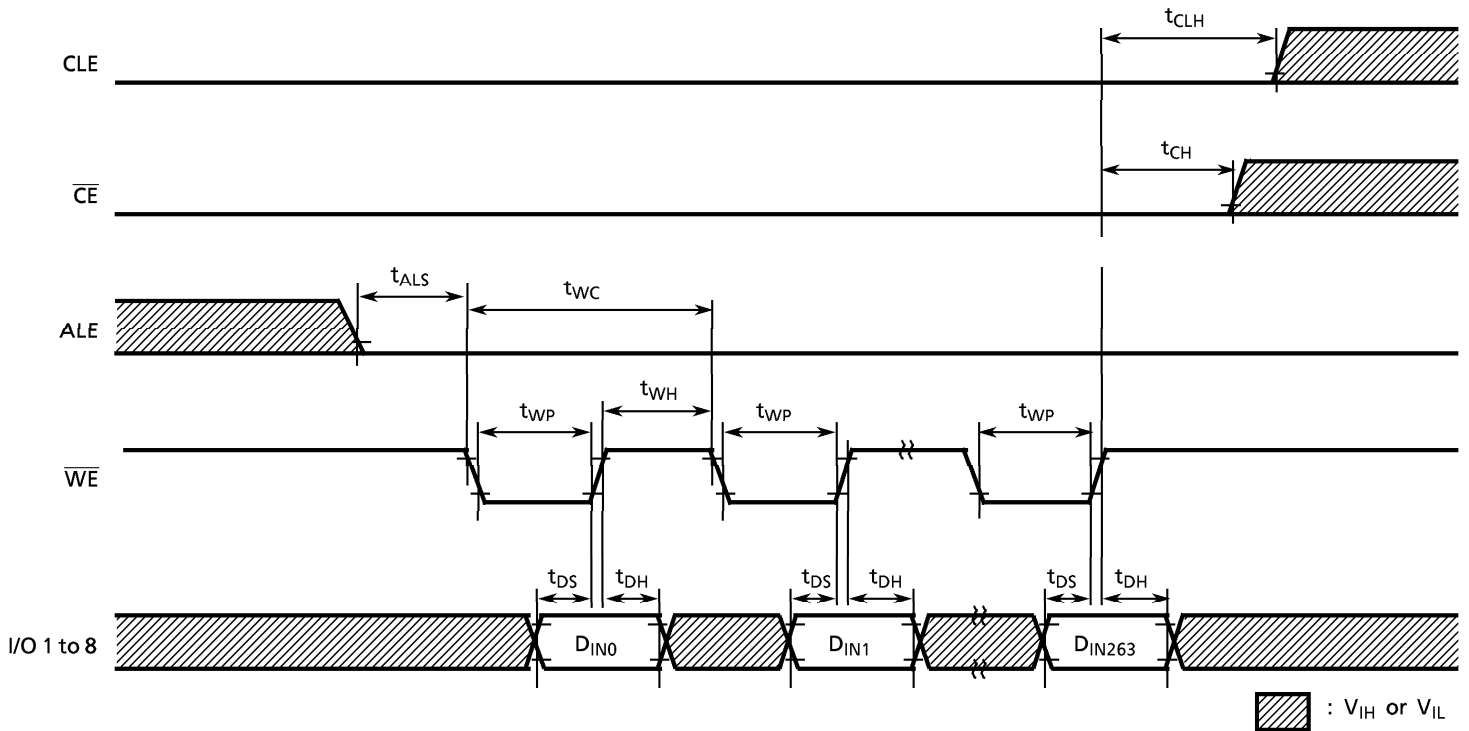 tCLH
CLE
tCH
CE
tALS
tWC
ALE
tWH
tWP
tWP
tWP
WE
tDS
tDH
tDS
tDH
tDS
tDH
I/O 1 to 8
DIN0
DIN1
DIN263
: VIH or VIL